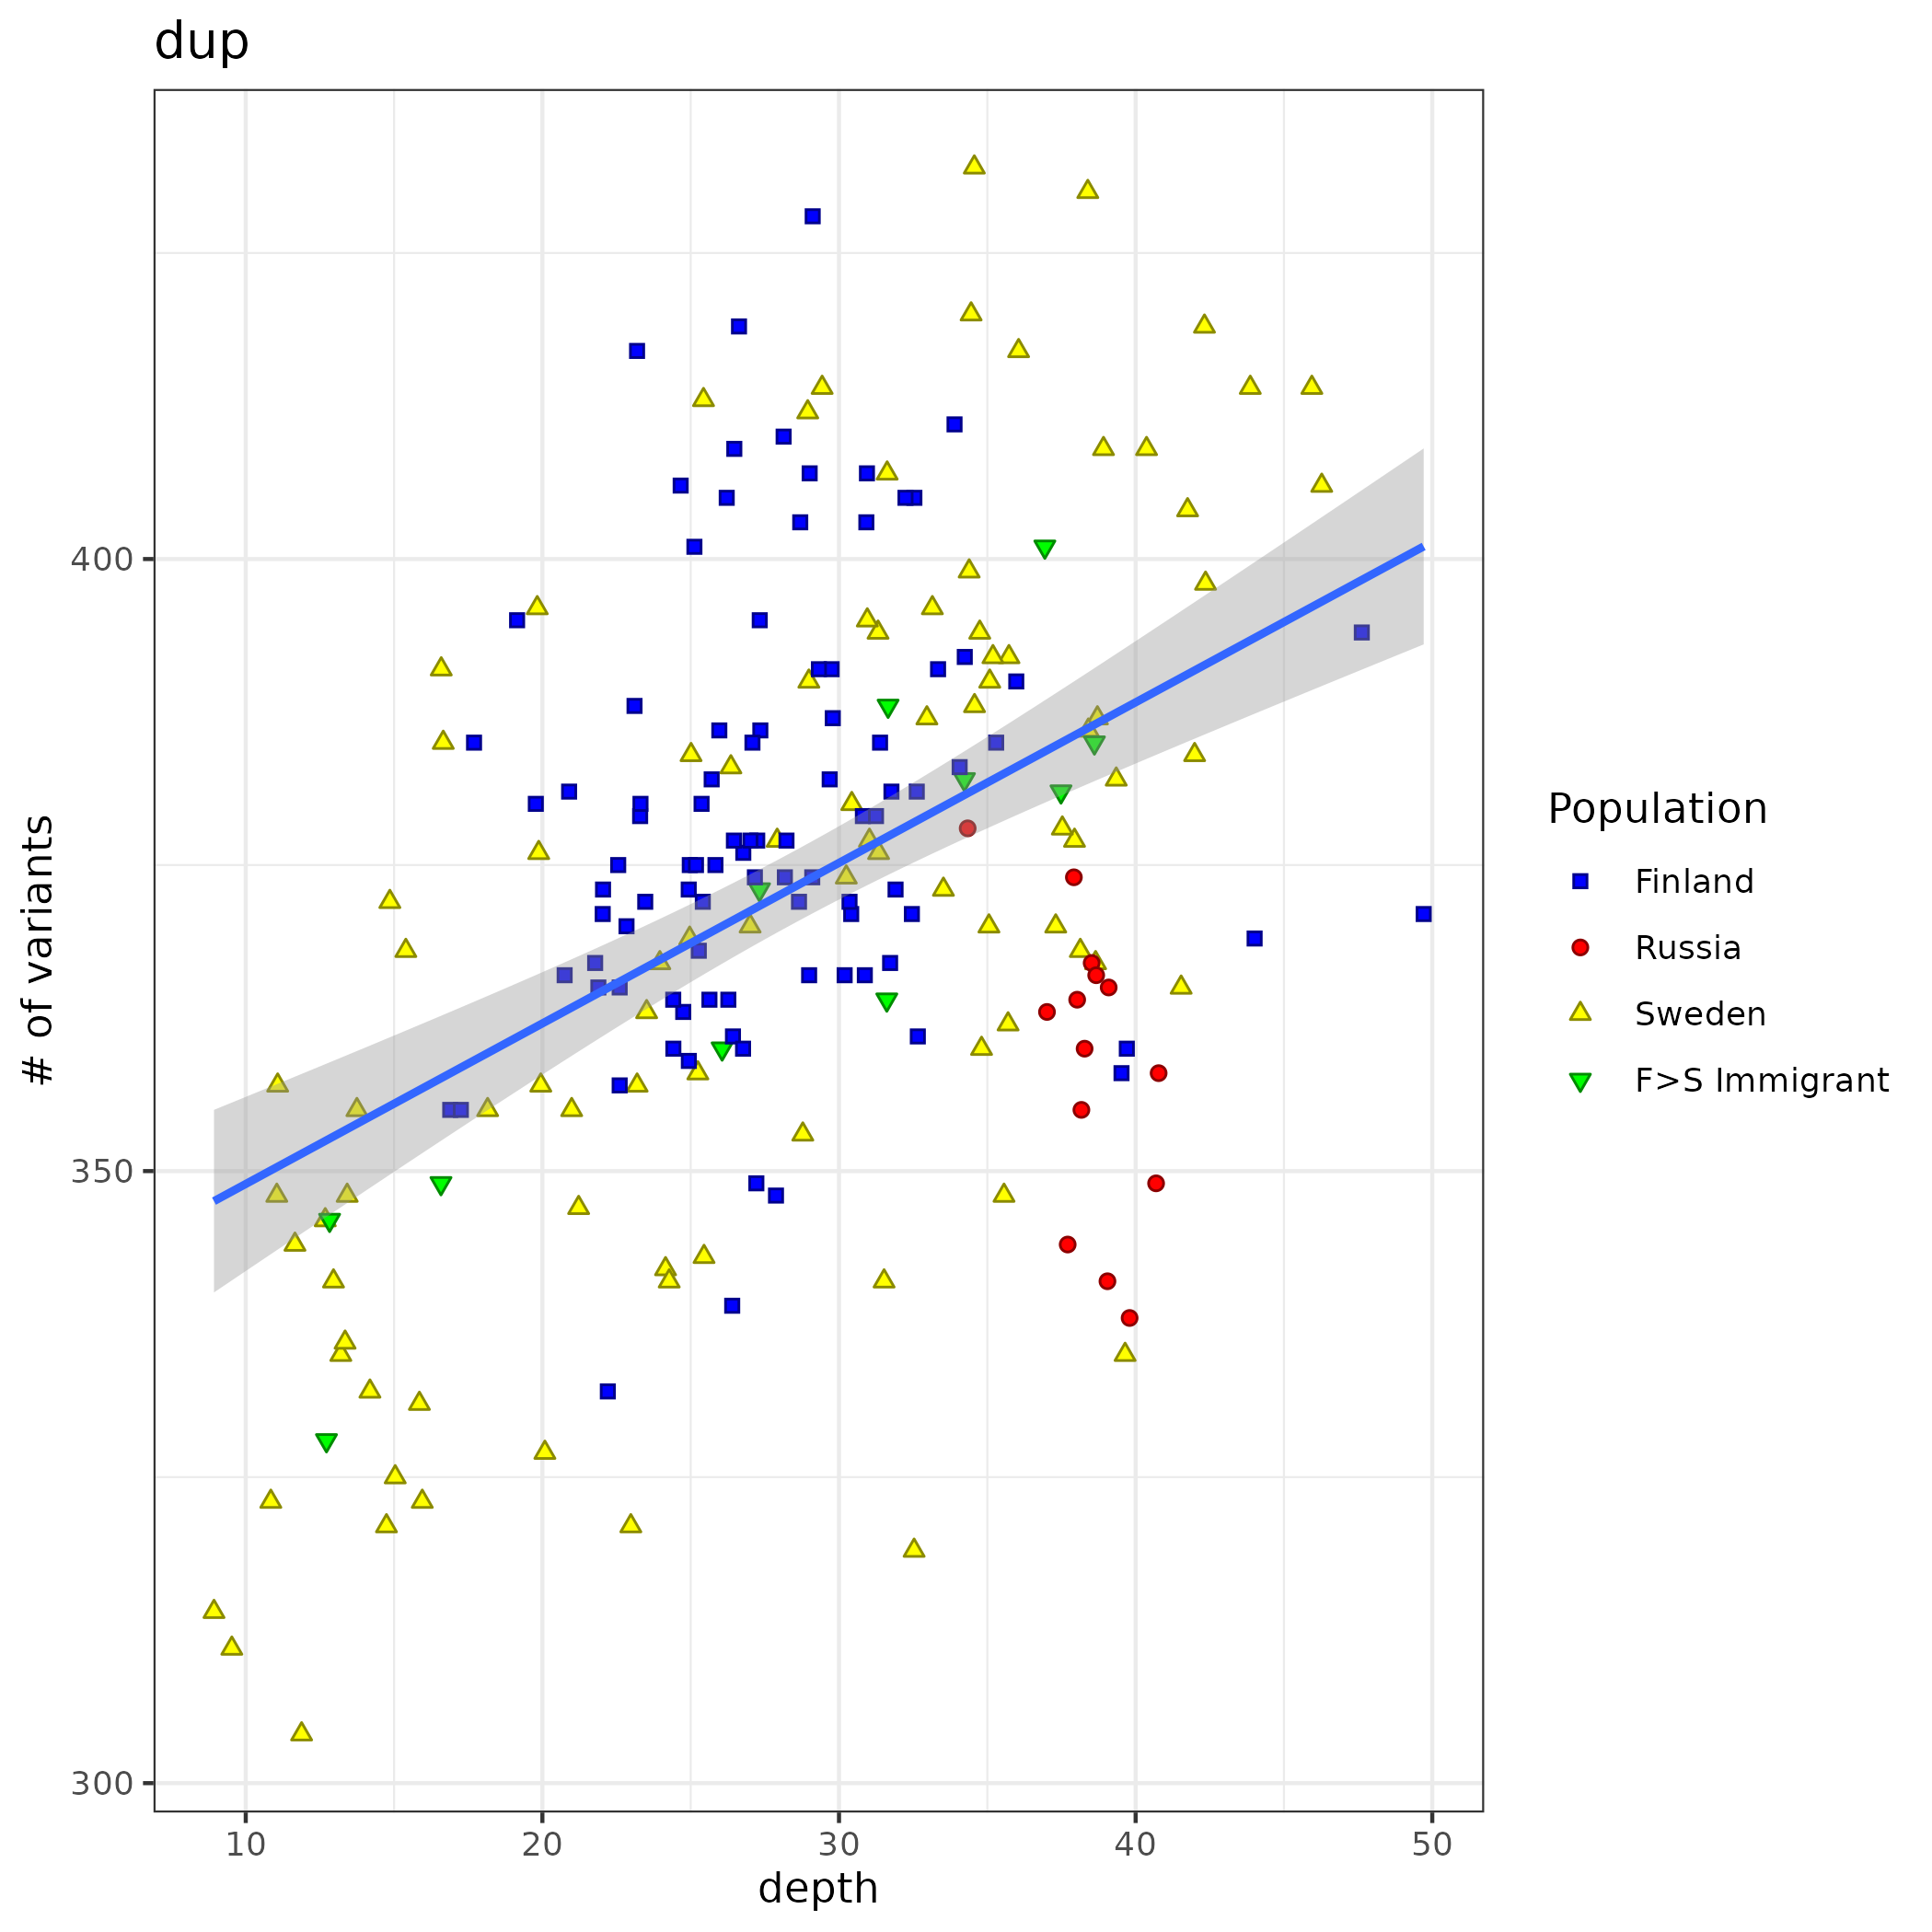 dup
# of variants
400
350
300
10 20 30 40 50
depth
Population
Finland
Russia
Sweden
F>S Immigrant